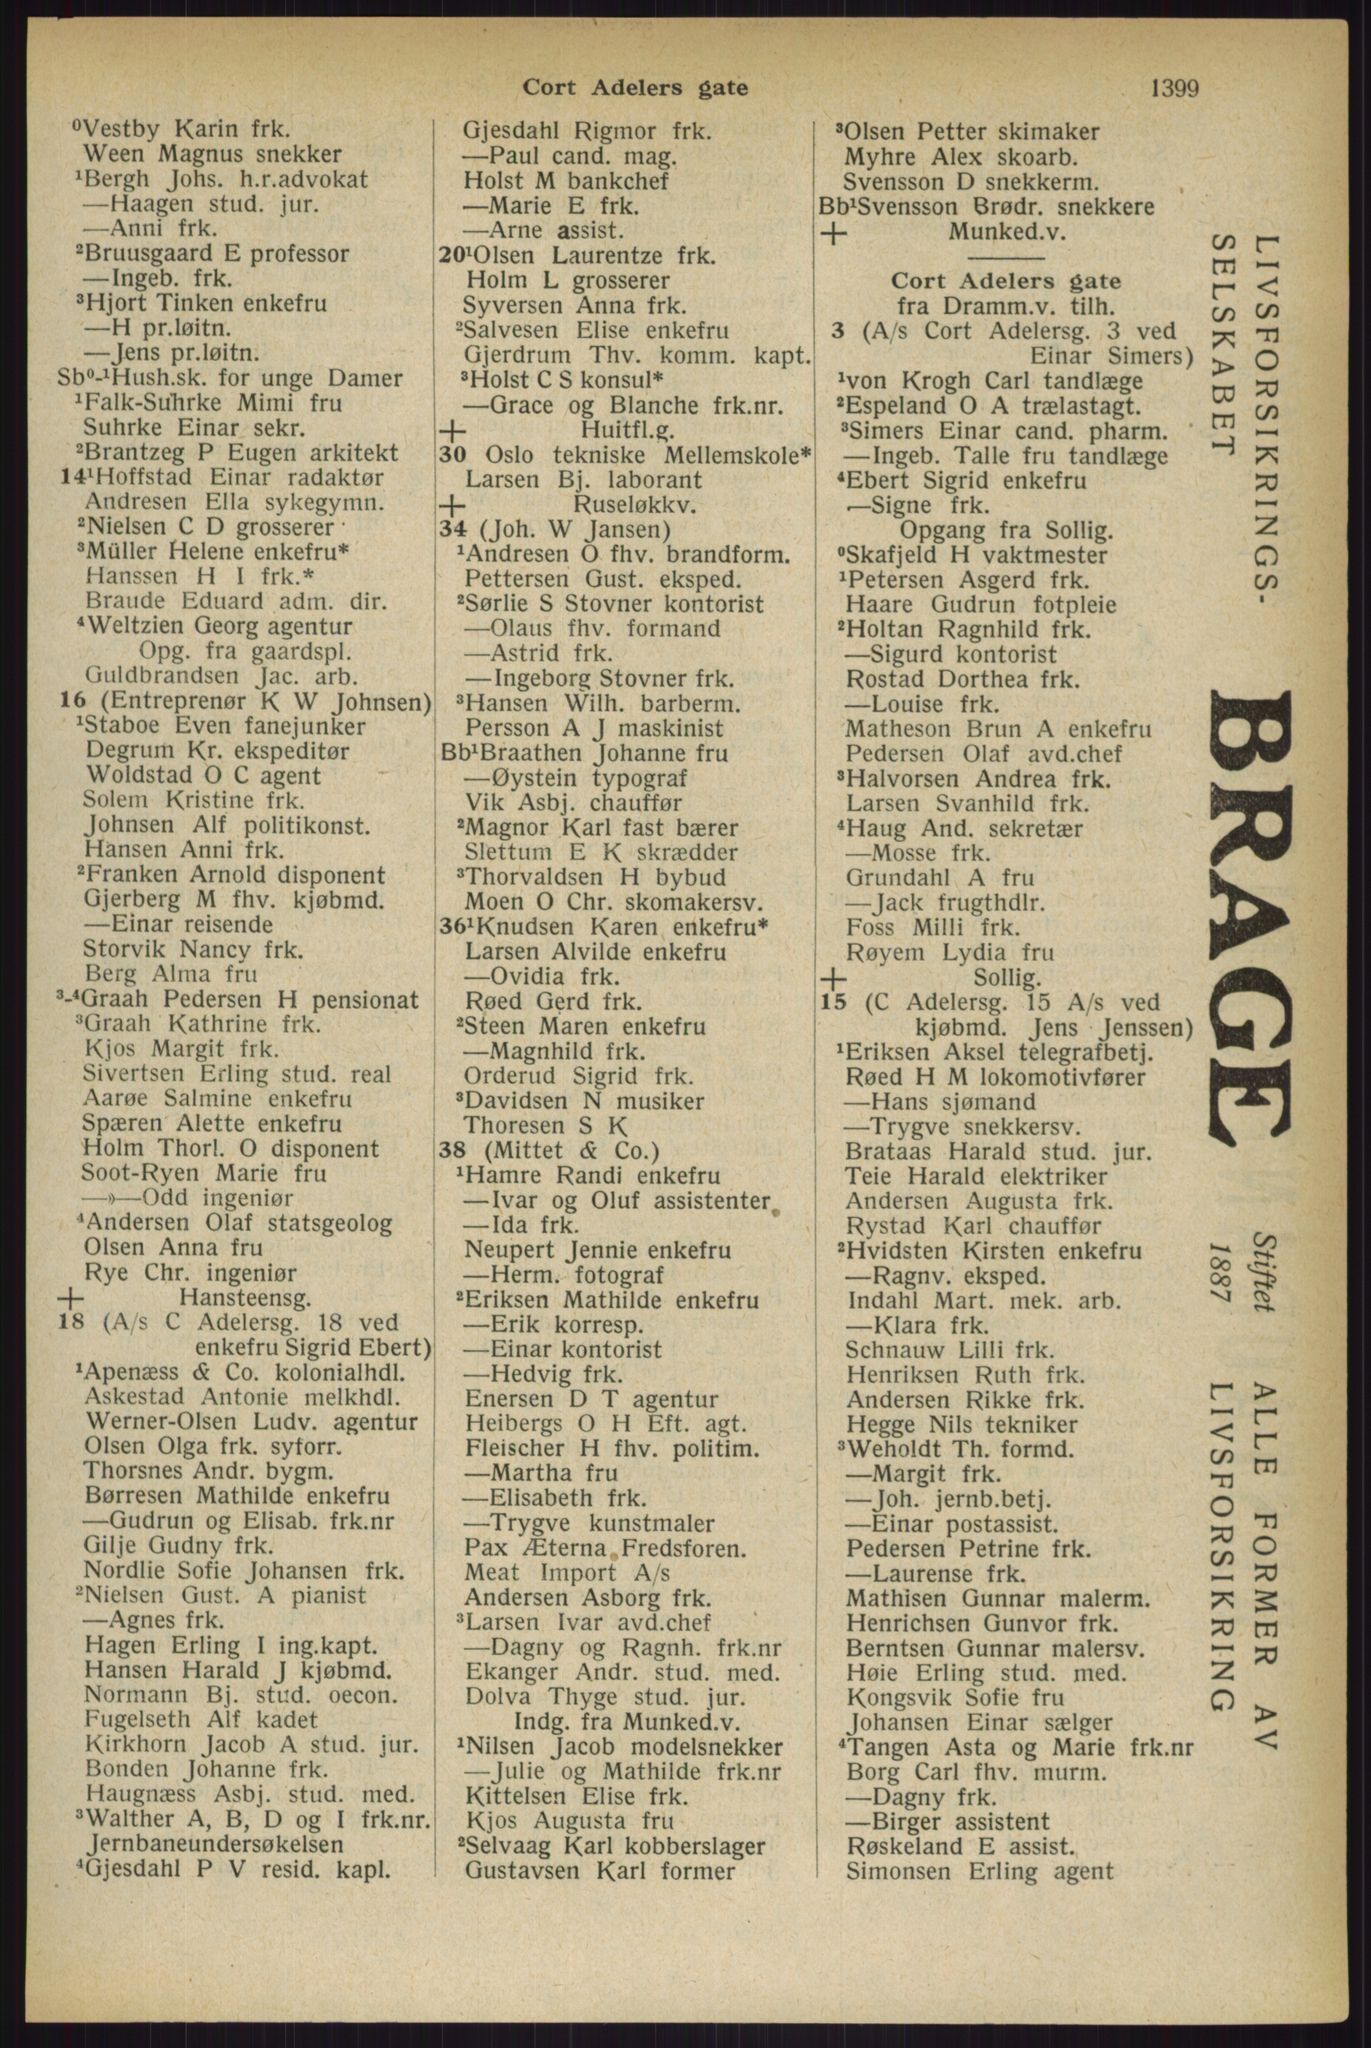 Cort Adelers gate 1399
⁰Vestby Karin frk.
Ween Magnus snekker
¹Bergh Johs. h.r.advokat
—Haagen stud. jur.
—Anni frk.
²Bruusgaard E professor
—Ingeb. frk.
³Hjort Tinken enkefru
—H pr.løitn.
—Jens pr.løitn.
Sb⁰-¹Hush.sk. for unge Damer
¹Falk-Suhrke Mimi fru
Suhrke Einar sekr.
²Brantzeg P Eugen arkitekt
14¹Hoffstad Einar radaktør
Andresen Ella sykegymn.
²Nielsen C D grosserer
³Müller Helene enkefru*
Hanssen H I frk.*
Braude Eduard adm. dir.
⁴Weltzien Georg agentur
Opg. fra gaardspl.
Guldbrandsen Jac. arb.
16 (Entreprenør K W Johnsen)
¹Staboe Even fanejunker
Degrum Kr. ekspeditør
Woldstad O C agent
Solem Kristine frk.
Johnsen Alf politikonst.
Hansen Anni frk.
²Franken Arnold disponent
Gjerberg M fhv. kjøbmd.
—Einar reisende
Storvik Nancy frk.
Berg Alma fru
³-⁴Graah Pedersen H pensionat
³Graah Kathrine frk.
Kjos Margit frk.
Sivertsen Erling stud. real
Aarøe Salmine enkefru
Spæren Alette enkefru
Holm Thorl. O disponent
Soot-Ryen Marie fru
—»—Odd ingeniør
⁴Andersen Olaf statsgeolog
Olsen Anna fru
Rye Chr. ingeniør
+ Hansteensg.
18 (A/s C Adelersg. 18 ved
enkefru Sigrid Ebert)
¹Apenæss & Co. kolonialhdl.
Askestad Antonie melkhdl.
Werner-Olsen Ludv. agentur
Olsen Olga frk. syforr.
Thorsnes Andr. bygm.
Børresen Mathilde enkefru
—Gudrun og Elisab. frk.nr
Gilje Gudny frk.
Nordlie Sofie Johansen frk.
²Nielsen Gust. A pianist
—Agnes frk.
Hagen Erling I ing.kapt.
Hansen Harald J kjøbmd.
Normann Bj. stud. oecon.
Fugelseth Alf kadet
Kirkhorn Jacob A stud. jur.
Bonden Johanne frk.
Haugnæss Asbj. stud. med.
³Walther A, B, D og I frk.nr.
Jernbaneundersøkelsen
⁴Gjesdahl P V resid. kapl.
Gjesdahl Rigmor frk.
—Paul cand. mag.
Holst M bankchef
—Marie E frk.
—Arne assist.
20¹Olsen Laurentze frk.
Holm L grosserer
Syversen Anna frk.
²Salvesen Elise enkefru
Gjerdrum Thv. komm. kapt.
³Holst C S konsul*
—Grace og Blanche frk.nr.
+ Huitfl.g.
30 Oslo tekniske Mellemskole*
Larsen Bj. laborant
+ Ruseløkkv.
34 (Joh. W Jansen)
¹Andresen O fhv. brandform.
Pettersen Gust. eksped.
²Sørlie S Stovner kontorist
—Olaus fhv. formand
—Astrid frk.
—Ingeborg Stovner frk.
³Hansen Wilh. barberm.
Persson A J maskinist
Bb¹Braathen Johanne fru
—Øystein typograf
Vik Asbj. chauffør
²Magnor Karl fast bærer
Slettum E K skrædder
³Thorvaldsen H bybud
Moen O Chr. skomakersv.
36¹Knudsen Karen enkefru*
Larsen Alvilde enkefru
—Ovidia frk.
Røed Gerd frk.
²Steen Maren enkefru
—Magnhild frk.
Orderud Sigrid frk.
³Davidsen N musiker
Thoresen S K
38 (Mittet & Co.)
¹Hamre Randi enkefru
—Ivar og Oluf assistenter
—Ida frk.
Neupert Jennie enkefru
—Herm. fotograf
²Eriksen Mathilde enkefru
—Erik korresp.
—Einar kontorist
—Hedvig frk.
Enersen D T agentur
Heibergs O H Eft. agt.
Fleischer H fhv. politim.
—Martha fru
—Elisabeth frk.
—Trygve kunstmaler
Pax Æterna Fredsforen.
Meat Import A/s
Andersen Asborg frk.
³Larsen Ivar avd.chef
—Dagny og Ragnh. frk.nr
Ekanger Andr. stud. med.
Dolva Thyge stud. jur.
Indg. fra Munked.v.
¹Nilsen Jacob modelsnekker
—Julie og Mathilde frk.nr
Kittelsen Elise frk.
Kjos Augusta fru
²Selvaag Karl kobberslager
Gustavsen Karl former
³Olsen Petter skimaker
Myhre Alex skoarb.
Svensson D snekkerm.
Bb¹Svensson Brødr. snekkere
+ Munked.v.
Cort Adelers gate
fra Dramm.v. tilh.
3 (A/s Cort Adelersg. 3 ved
Einar Simers)
¹von Krogh Carl tandlæge
²Espeland O A trælastagt.
³Simers Einar cand. pharm.
—Ingeb. Talle fru tandlæge
⁴Ebert Sigrid enkefru
—Signe frk.
Opgang fra Sollig.
⁰Skafjeld H vaktmester
¹Petersen Asgerd frk.
Haare Gudrun fotpleie
²Holtan Ragnhild frk.
—Sigurd kontorist
Rostad Dorthea frk.
—Louise frk.
Matheson Brun A enkefru
Pedersen Olaf avd.chef
³Halvorsen Andrea frk.
Larsen Svanhild frk.
⁴Haug And. sekretær
—Mosse frk.
Grundahl A fru
—Jack frugthdlr.
Foss Milli frk.
Røyem Lydia fru
+ Sollig.
15 (C Adelersg. 15 A/s ved
kjøbmd. Jens Jenssen)
¹Eriksen Aksel telegrafbetj.
Røed H M lokomotivfører
—Hans sjømand
—Trygve snekkersv.
Brataas Harald stud. jur.
Teie Harald elektriker
Andersen Augusta frk.
Rystad Karl chauffør
²Hvidsten Kirsten enkefru
—Ragnv. eksped.
Indahl Mart. mek. arb.
—Klara frk.
Schnauw Lilli frk.
Henriksen Ruth frk.
Andersen Rikke frk.
Hegge Nils tekniker
³Weholdt Th. formd.
—Margit frk.
—Joh. jernb.betj.
—Einar postassist.
Pedersen Petrine frk.
—Laurense frk.
Mathisen Gunnar malerm.
Henrichsen Gunvor frk.
Berntsen Gunnar malersv.
Høie Erling stud. med.
Kongsvik Sofie fru
Johansen Einar sælger
⁴Tangen Asta og Marie frk.nr
Borg Carl fhv. murm.
—Dagny frk.
—Birger assistent
Røskeland E assist.
Simonsen Erling agent
LIVSFORSIKRINGS-
SELSKABET
BRAGE
Stiftet
1887
ALLE FORMER AV
LIVSFORSIKRING